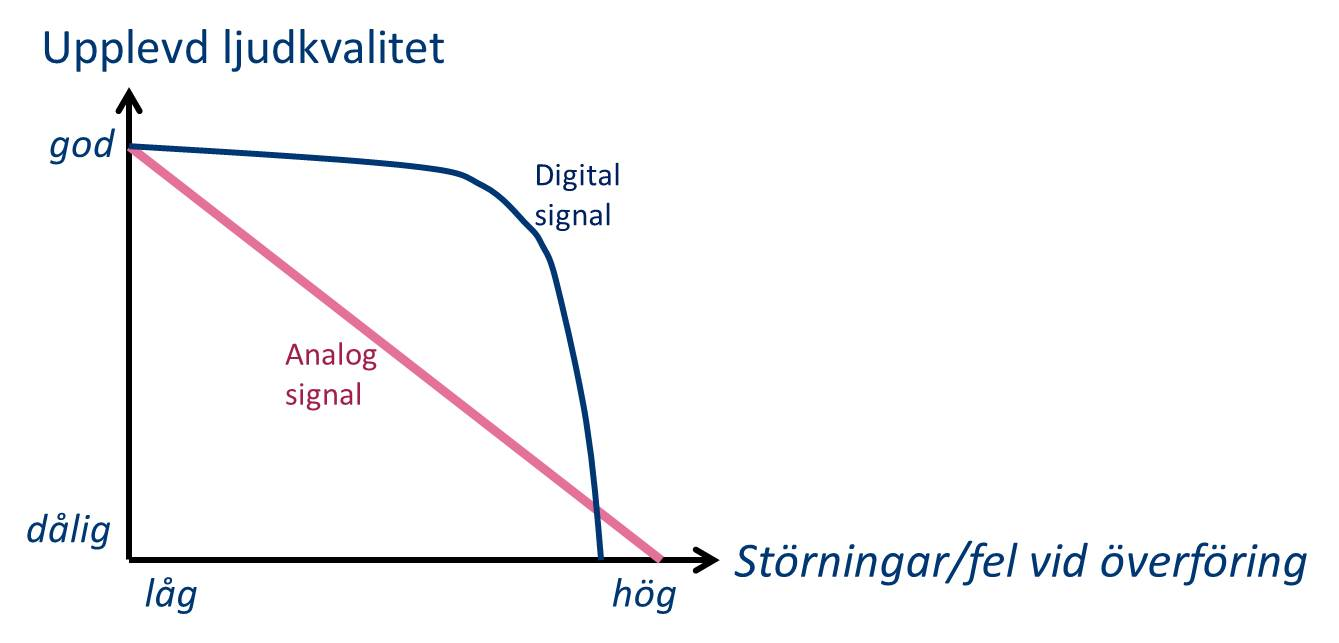 Upplevd ljudkvalitet
god
Digital
signal
Analog
signal
dålig
låg
hög
Störningar/fel vid överföring